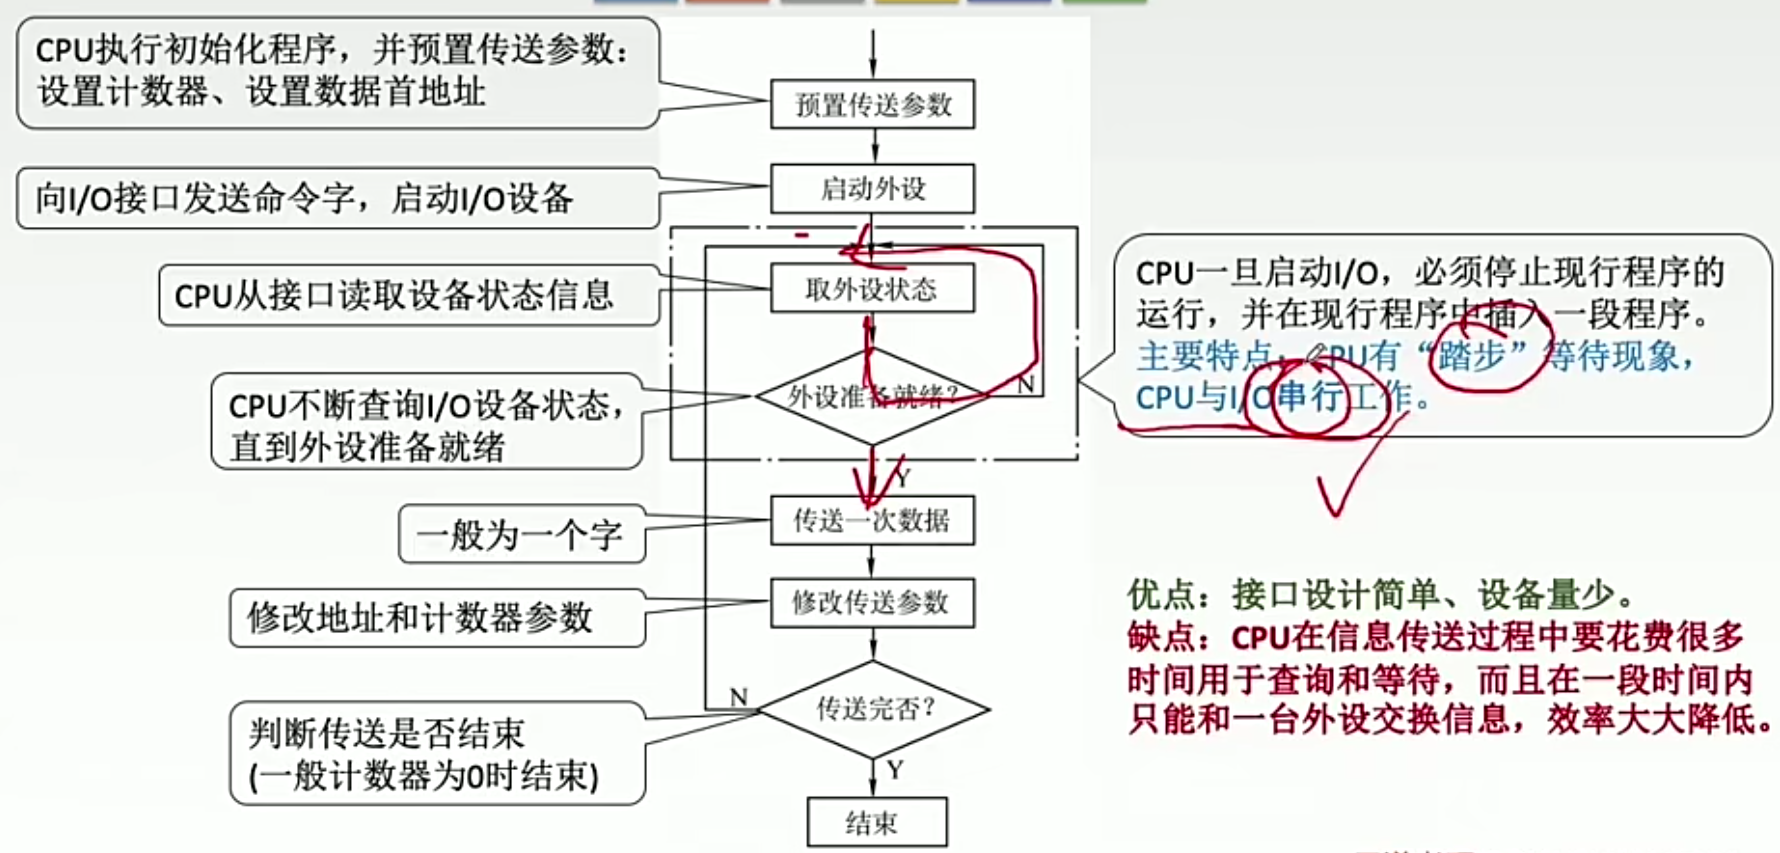 CPU执行初始化程序，并预置传送参数：
设置计数器、设置数据首地址
预置传送参数
向I/O接口发送命令字，启动I/O设备
启动外设
CPU从接口读取设备状态信息
取外设状态
CPU不断查询I/O设备状态，
直到外设准备就绪
外设准备就绪?
N
Y
CPU一旦启动I/O，必须停止现行程序的
运行，并在现行程序中插入一段程序。
主要特点：PU有“踏步”等待现象，
CPU与I/O串行工作。
一般为一个字
传送一次数据
修改地址和计数器参数
修改传送参数
判断传送是否结束
(一般计数器为0时结束)
传送完否?
N
Y
结束
优点：接口设计简单、设备量少。
缺点：CPU在信息传送过程中要花费很多
时间用于查询和等待，而且在一段时间内
只能和一台外设交换信息，效率大大降低。